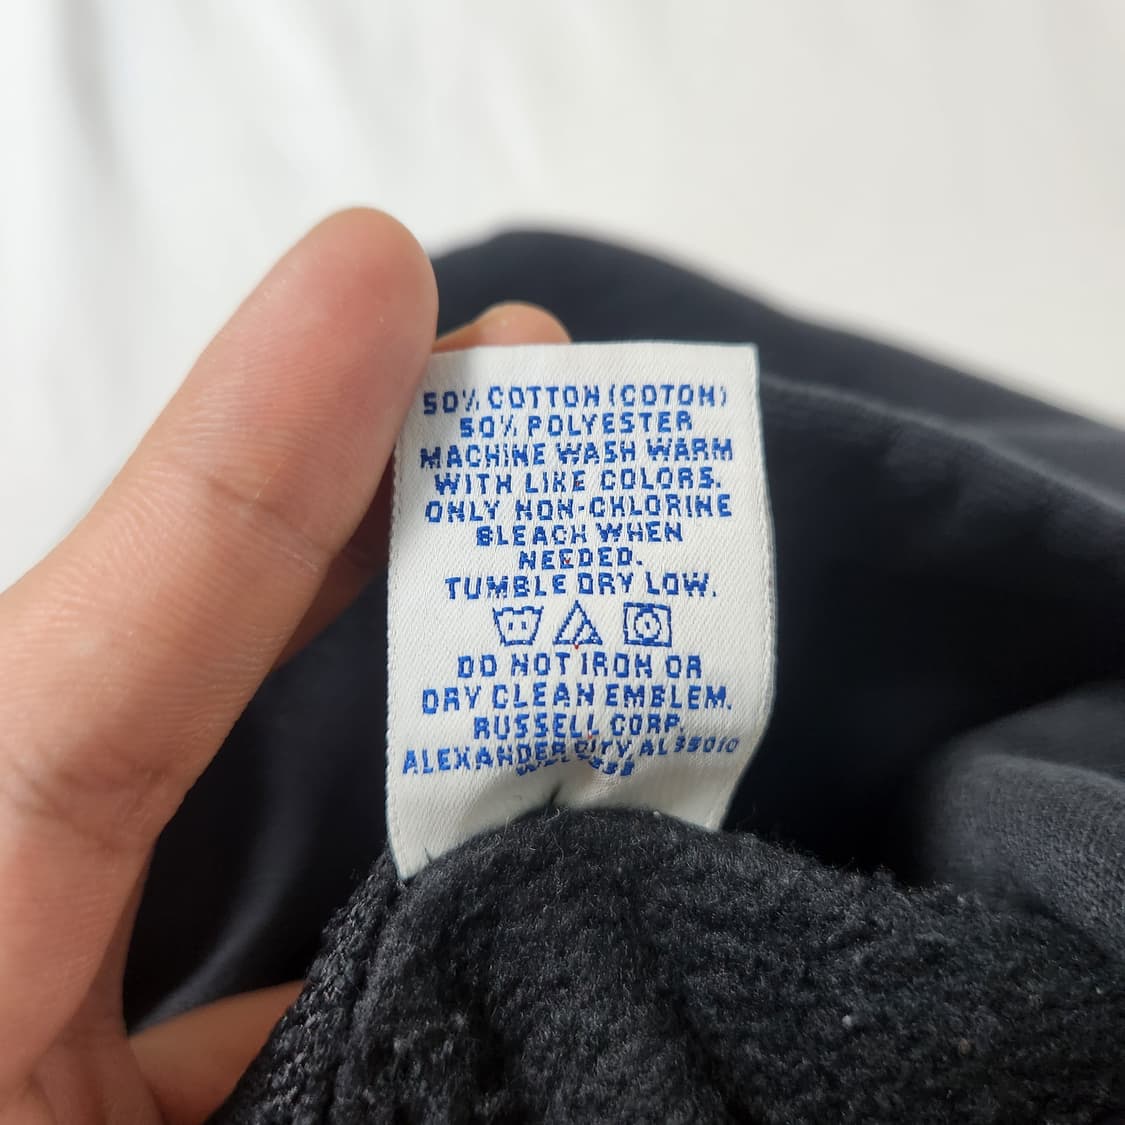 50% COTTON (COTON)
50% POLYESTER
MACHINE WASH WARM
WITH LIKE COLORS.
ONLY NON-CHLORINE
BLEACH WHEN
NEEDED.
TUMBLE DRY LOW.
DO NOT IRON OR
DRY CLEAN EMBLEM.
RUSSELL CORP.
ALEXANDER CITY, AL 35010